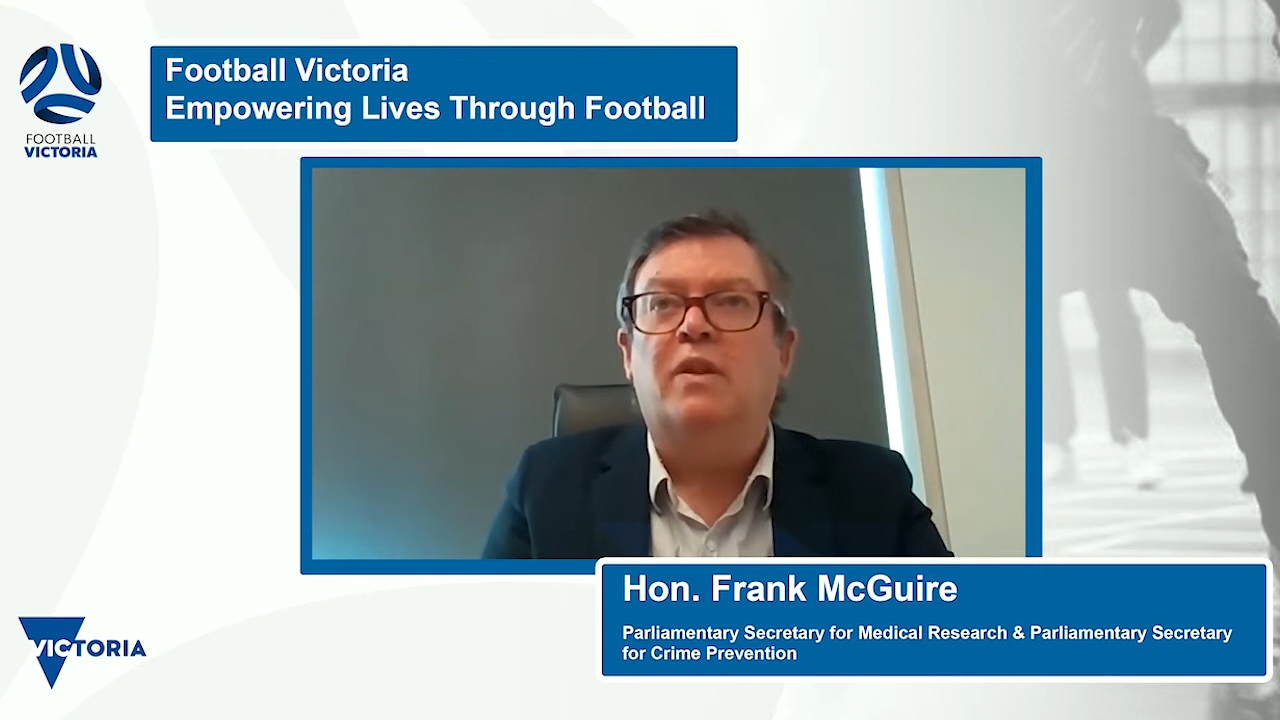 Football Victoria
Empowering Lives Through Football
FOOTBALL
VICTORIA
Hon. Frank McGuire
Parliamentary Secretary for Medical Research & Parliamentary Secretary
for Crime Prevention
VICTORIA